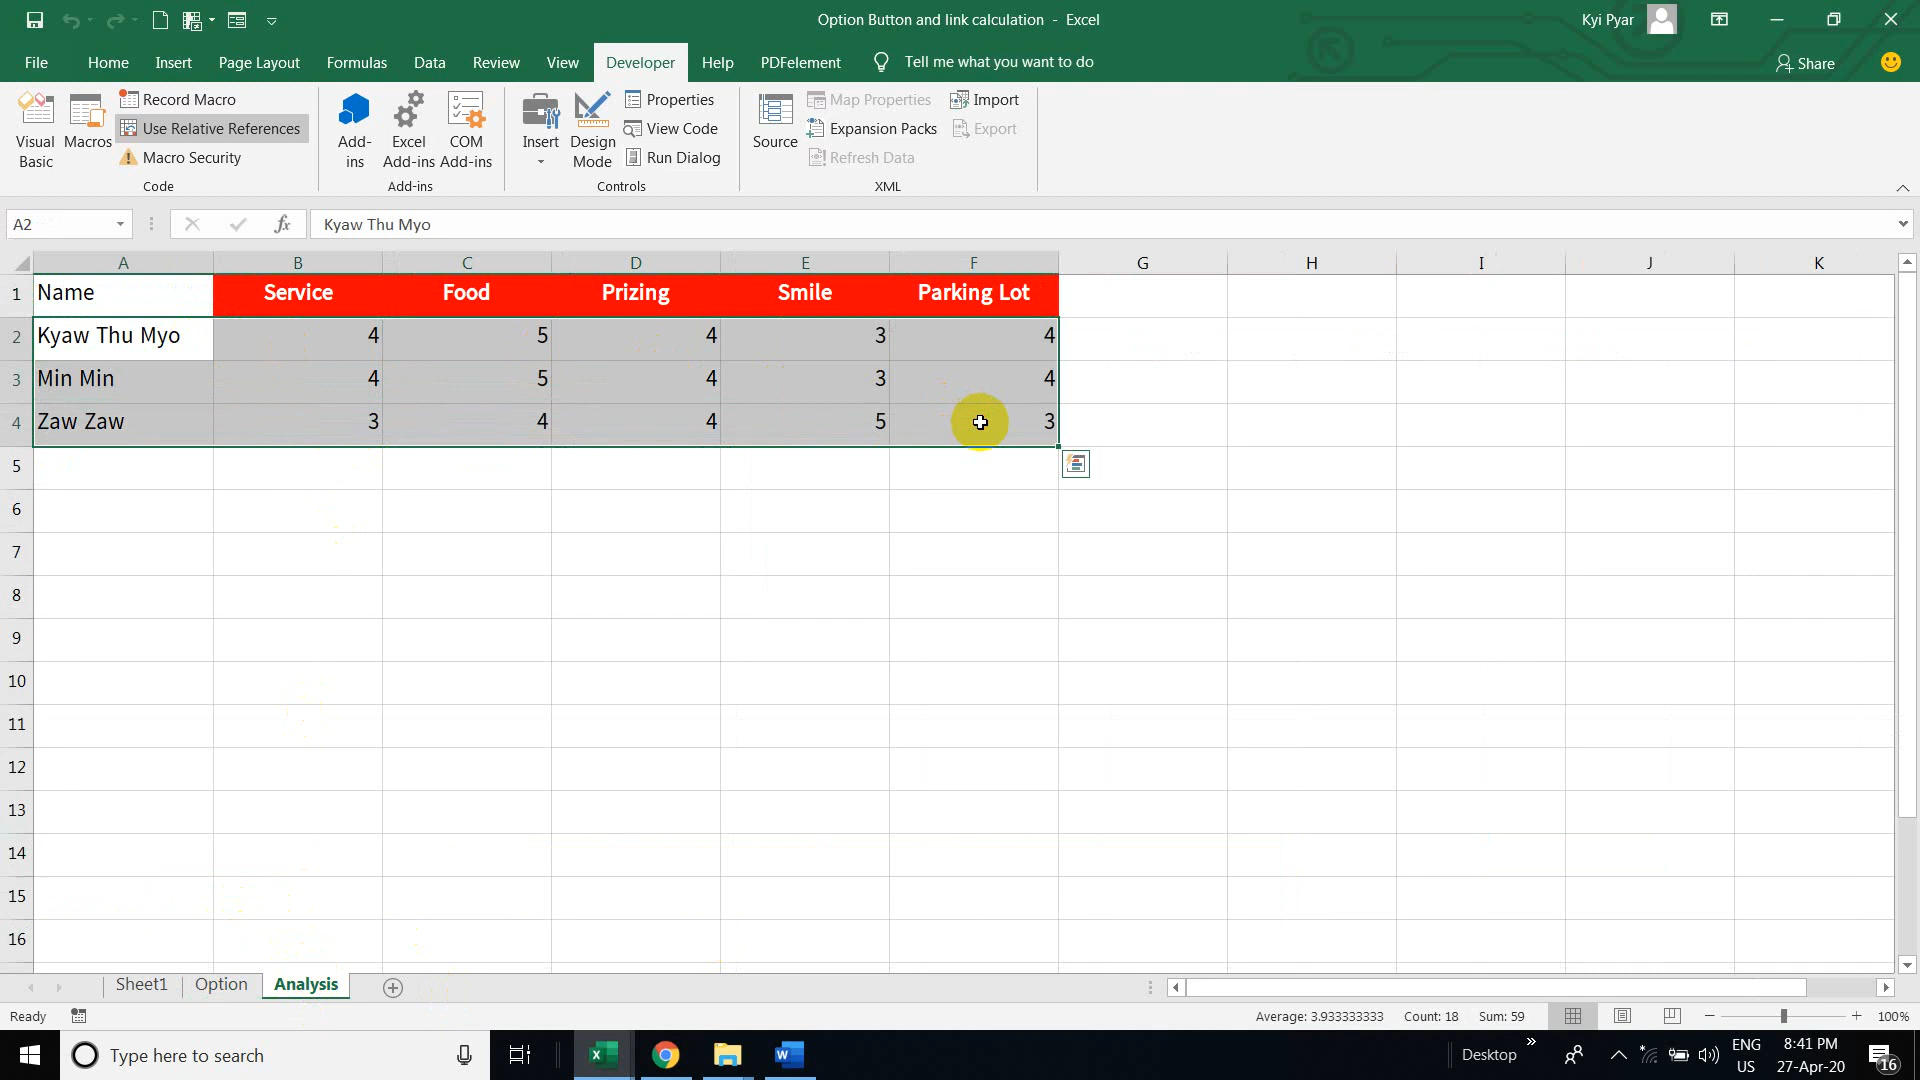 Option Button and link calculation - Excel
Kyi Pyar
File Home Insert Page Layout Formulas Data Review View Developer Help PDFelement Tell me what you want to do Share
Visual Basic
Macros
Record Macro
Use Relative References
Macro Security
Code
Add-ins
Excel Add-ins
COM Add-ins
Add-ins
Insert
Design Mode
Properties
View Code
Run Dialog
Controls
Source
Map Properties
Expansion Packs
Refresh Data
Import
Export
XML
A2 fx Kyaw Thu Myo
A B C D E F G H I J K
1 Name Service Food Prizing Smile Parking Lot
2 Kyaw Thu Myo 4 5 4 3 4
3 Min Min 4 5 4 3 4
4 Zaw Zaw 3 4 4 5 3
5
6
7
8
9
10
11
12
13
14
15
16
Sheet1 Option Analysis
Ready Average: 3.933333333 Count: 18 Sum: 59 100%
Type here to search
Desktop
ENG
US
8:41 PM
27-Apr-20
16